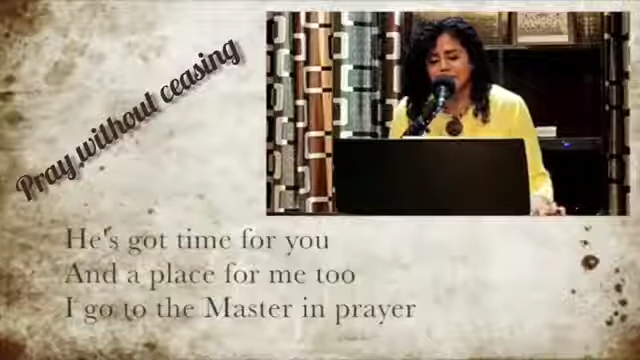 Pray without ceasing
He's got time for you
And a place for me too
I go to the Master in prayer